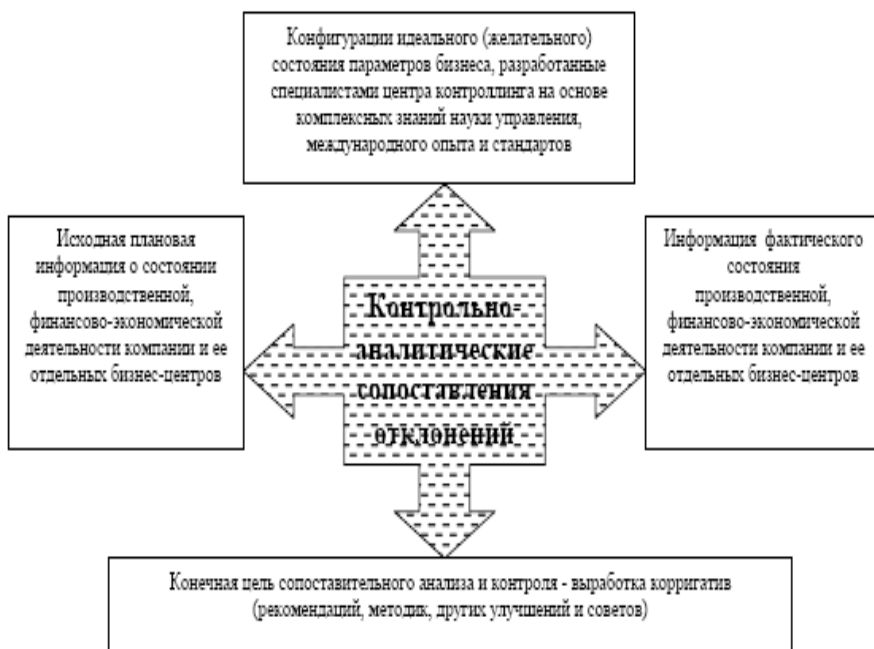 Конфигурации идеального (желательного)
состояния параметров бизнеса, разработанные
специалистами центра контроллинга на основе
комплексных знаний науки управления,
международного опыта и стандартов
Исходная плановая
информация о состоянии
производственной,
финансово-экономической
деятельности компании и ее
отдельных бизнес-центров
Контрольно-
аналитические
сопоставления
отклонений
Информация фактического
состояния
производственной,
финансово-экономической
деятельности компании и ее
отдельных бизнес-центров
Конечная цель сопоставительного анализа и контроля - выработка корригатив
(рекомендаций, методик, других улучшений и советов)